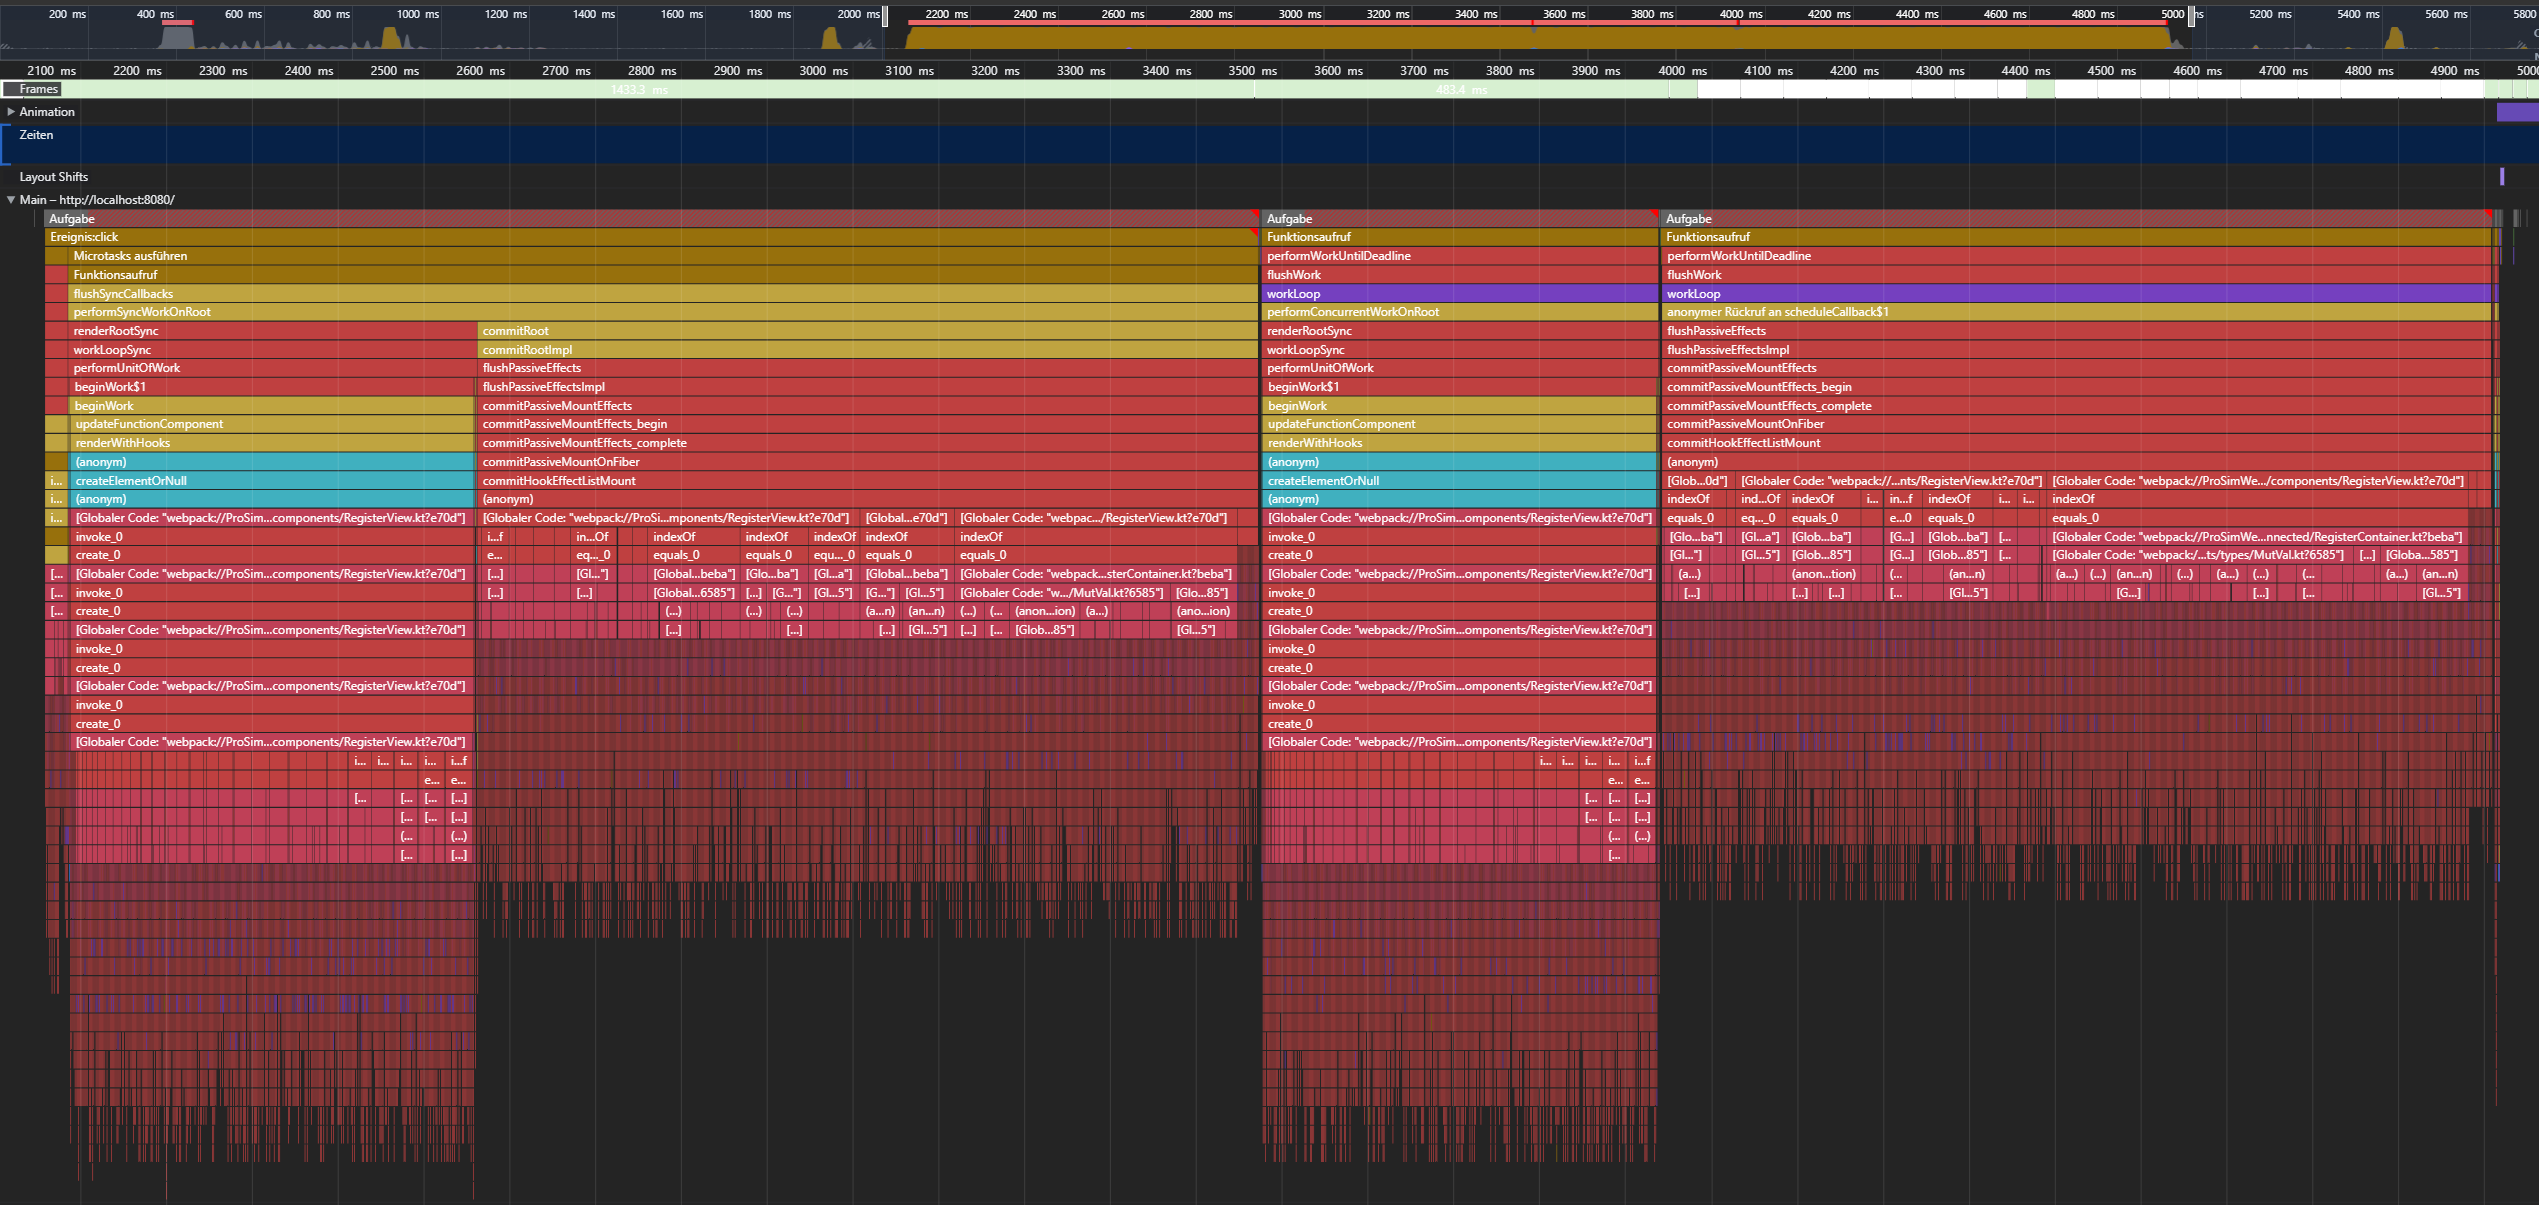 200 ms 400 ms 600 ms 800 ms 1000 ms 1200 ms 1400 ms 1600 ms 1800 ms 2000 ms 2200 ms 2400 ms 2600 ms 2800 ms 3000 ms 3200 ms 3400 ms 3600 ms 3800 ms 4000 ms 4200 ms 4400 ms 4600 ms 4800 ms 5000 ms 5200 ms 5400 ms 5600 ms 5800
2100 ms 2200 ms 2300 ms 2400 ms 2500 ms 2600 ms 2700 ms 2800 ms 2900 ms 3000 ms 3100 ms 3200 ms 3300 ms 3400 ms 3500 ms 3600 ms 3700 ms 3800 ms 3900 ms 4000 ms 4100 ms 4200 ms 4300 ms 4400 ms 4500 ms 4600 ms 4700 ms 4800 ms 4900 ms 5000
Frames 1433.3 ms 483.4 ms
Animation
Zeiten
Layout Shifts
Main – http://localhost:8080/
Aufgabe Aufgabe Aufgabe
Ereignis:click Funktionsaufruf Funktionsaufruf
Microtasks ausführen performWorkUntilDeadline performWorkUntilDeadline
Funktionsaufruf flushWork flushWork
flushSyncCallbacks workLoop workLoop
performSyncWorkOnRoot performConcurrentWorkOnRoot anonymer Rückruf an scheduleCallback$1
renderRootSync commitRoot renderRootSync flushPassiveEffects
workLoopSync commitRootImpl workLoopSync flushPassiveEffectsImpl
performUnitOfWork flushPassiveEffects performUnitOfWork commitPassiveMountEffects
beginWork$1 flushPassiveEffectsImpl beginWork$1 commitPassiveMountEffects_begin
beginWork commitPassiveMountEffects beginWork commitPassiveMountEffects_complete
updateFunctionComponent commitPassiveMountEffects_begin updateFunctionComponent commitPassiveMountOnFiber
renderWithHooks commitPassiveMountEffects_complete renderWithHooks commitHookEffectListMount
(anonym) commitPassiveMountOnFiber (anonym) (anonym)
i... createElementOrNull commitHookEffectListMount createElementOrNull [Glob...0d"] [Globaler Code: "webpack://...nts/RegisterView.kt?e70d"] [Globaler Code: "webpack://ProSimWe.../components/RegisterView.kt?e70d"]
i... (anonym) (anonym) (anonym) indexOf ind...Of indexOf i... in...f indexOf i... i... indexOf
i... [Globaler Code: "webpack://ProSim...components/RegisterView.kt?e70d"] [Globaler Code: "webpack://ProSi...mponents/RegisterView.kt?e70d"] [Global...e70d"] [Globaler Code: "webpac.../RegisterView.kt?e70d"] [Globaler Code: "webpack://ProSim...omponents/RegisterView.kt?e70d"] equals_0 eq..._0 equals_0 e...0 equals_0 equals_0
invoke_0 i...f in...Of indexOf indexOf indexOf indexOf indexOf invoke_0 [Glo...ba"] [Gl...a"] [Glob...ba"] [G...] [Glob...ba"] [... [Globaler Code: "webpack://ProSimWe...nnected/RegisterContainer.kt?beba"]
create_0 e... eq..._0 equals_0 equals_0 equ..._0 equals_0 equals_0 create_0 [Gl..."] [Gl...5"] [Glob...85"] [G...] [Glob...85"] [... [Globaler Code: "webpack:/...ts/types/MutVal.kt?6585"] [...] [Globa...585"]
[... [Globaler Code: "webpack://ProSim...components/RegisterView.kt?e70d"] [...] [Gl..."] [Global...beba"] [Glo...ba"] [Gl...a"] [Global...beba"] [Globaler Code: "webpack...sterContainer.kt?beba"] [Globaler Code: "webpack://ProSim...omponents/RegisterView.kt?e70d"] (a...) (anon...tion) (... (an...n) (a...) (...) (an...n) (...) (a...) (...) (... (a...) (an...n)
[... invoke_0 [...] [...] [Global...6585"] [...] [G..."] [Gl...5"] [G..."] [Gl...5"] [Globaler Code: "w.../MutVal.kt?6585"] [Glo...85"] invoke_0 [...] [...] [...] [... [Gl...5"] [G...] [...] [... [Gl...5"]
[... create_0 (...) (...) (...) (a...n) (an...n) (...) (... (anon...ion) (a...) (ano...ion) create_0
[Globaler Code: "webpack://ProSim...components/RegisterView.kt?e70d"] [...] [...] [...] [Gl...5"] [...] [... [Glob...85"] [Gl...5"] [Globaler Code: "webpack://ProSim...omponents/RegisterView.kt?e70d"]
invoke_0 invoke_0
create_0 create_0
[Globaler Code: "webpack://ProSim...components/RegisterView.kt?e70d"] [Globaler Code: "webpack://ProSim...omponents/RegisterView.kt?e70d"]
invoke_0 invoke_0
create_0 create_0
[Globaler Code: "webpack://ProSim...components/RegisterView.kt?e70d"] [Globaler Code: "webpack://ProSim...omponents/RegisterView.kt?e70d"]
i... i... i... i... i...f i... i... i... i... i...f
e... e... e... e...
[... [... [... [...] [... [... [...]
[... [... [...] [... [... [...]
(... (...) (... (...)
[... [...] [...